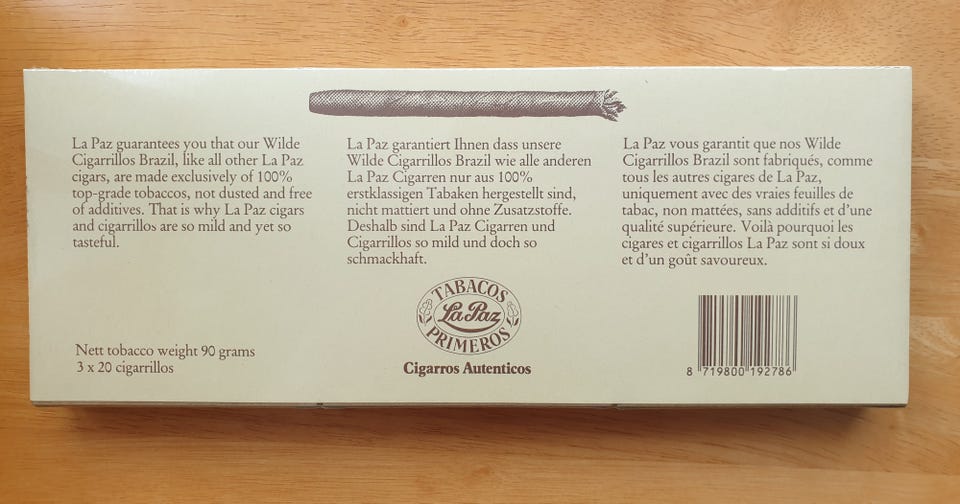 La Paz guarantees you that our Wilde
Cigarrillos Brazil, like all other La Paz
cigars, are made exclusively of 100%
top-grade tobaccos, not dusted and free
of additives. That is why La Paz cigars
and cigarrillos are so mild and yet so
tasteful.
La Paz garantiert Ihnen dass unsere
Wilde Cigarrillos Brazil wie alle anderen
La Paz Cigarren nur aus 100%
erstklassigen Tabaken hergestellt sind,
nicht mattiert und ohne Zusatzstoffe.
Deshalb sind La Paz Cigarren und
Cigarrillos so mild und doch so
schmackhaft.
La Paz vous garantit que nos Wilde
Cigarrillos Brazil sont fabriqués, comme
tous les autres cigares de La Paz,
uniquement avec des vraies feuilles de
tabac, non mattées, sans additifs et d'une
qualité supérieure. Voilà pourquoi les
cigares et cigarrillos La Paz sont si doux
et d'un goût savoureux.
TABACOS
La Paz
PRIMEROS
Cigarros Autenticos
Nett tobacco weight 90 grams
3 x 20 cigarrillos
8 719800 192786